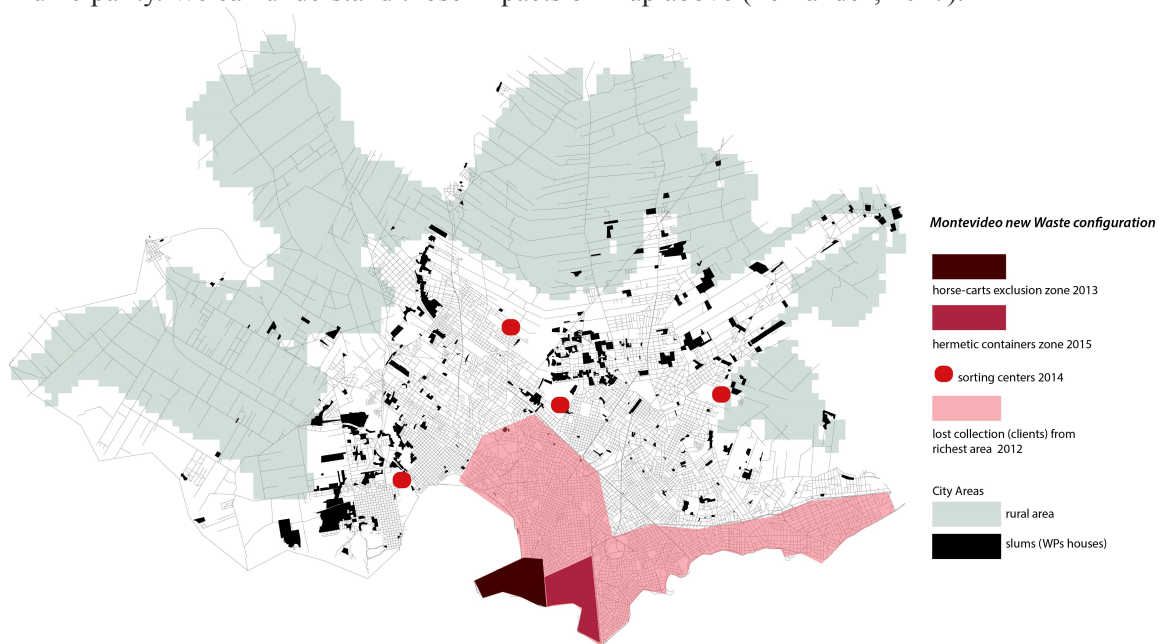 Montevideo new Waste configuration
horse-carts exclusion zone 2013
hermetic containers zone 2015
sorting centers 2014
lost collection (clients) from
richest area 2012
City Areas
rural area
slums (WPs houses)